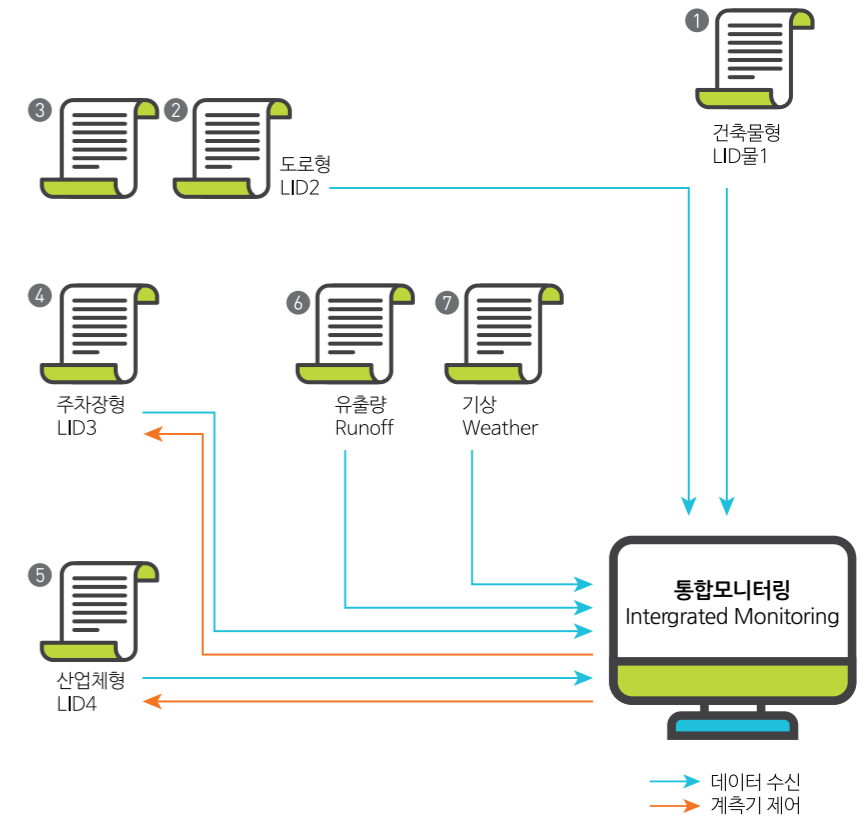 1
건축물형
LID물1
3
2
도로형
LID2
4
주차장형
LID3
6
유출량
Runoff
7
기상
Weather
5
산업체형
LID4
통합모니터링
Intergrated Monitoring
데이터 수신
계측기 제어